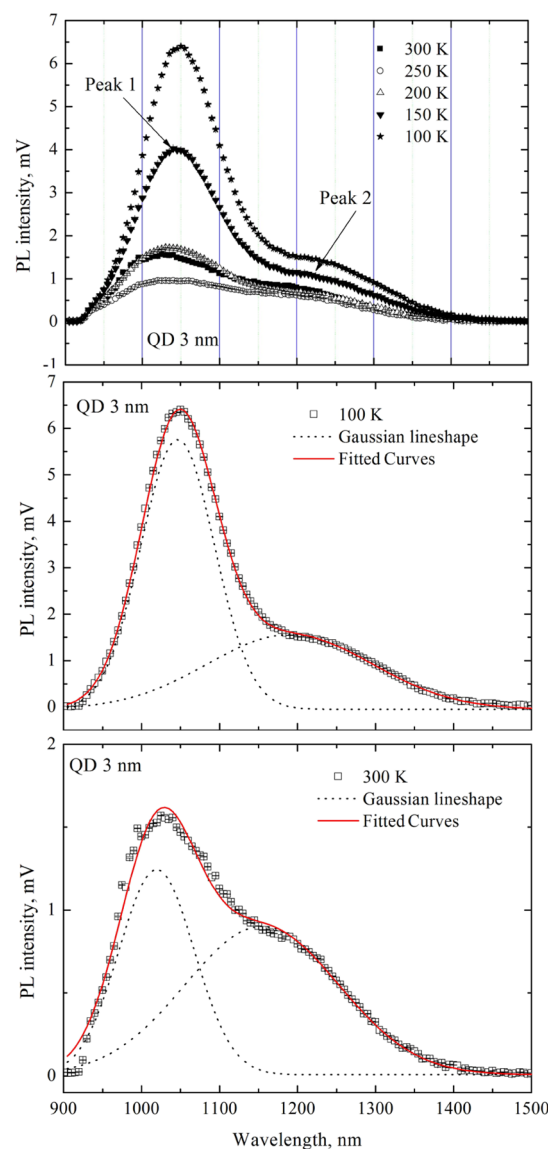 7
6
5
4
3
2
1
0
-1
PL intensity, mV
Peak 1
Peak 2
300 K
250 K
200 K
150 K
100 K
QD 3 nm
7
6
5
4
3
2
1
0
PL intensity, mV
QD 3 nm
100 K
Gaussian lineshape
Fitted Curves
2
1
0
PL intensity, mV
QD 3 nm
300 K
Gaussian lineshape
Fitted Curves
900 1000 1100 1200 1300 1400 1500
Wavelength, nm